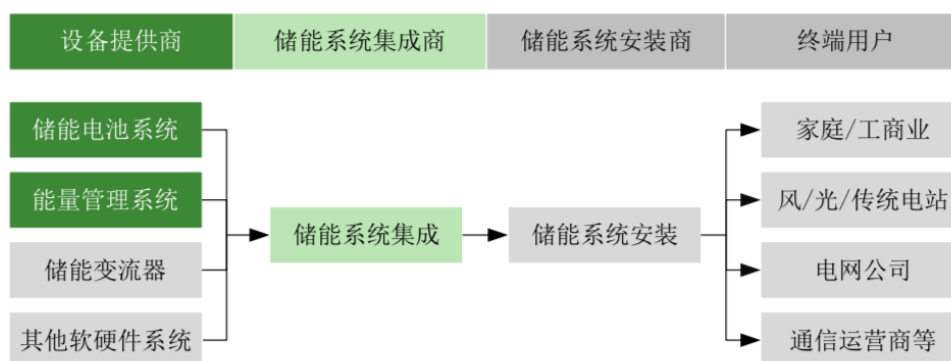 设备提供商
储能系统集成商
储能系统安装商
终端用户
储能电池系统
能量管理系统
储能变流器
其他软硬件系统
储能系统集成
储能系统安装
家庭/工商业
风/光/传统电站
电网公司
通信运营商等